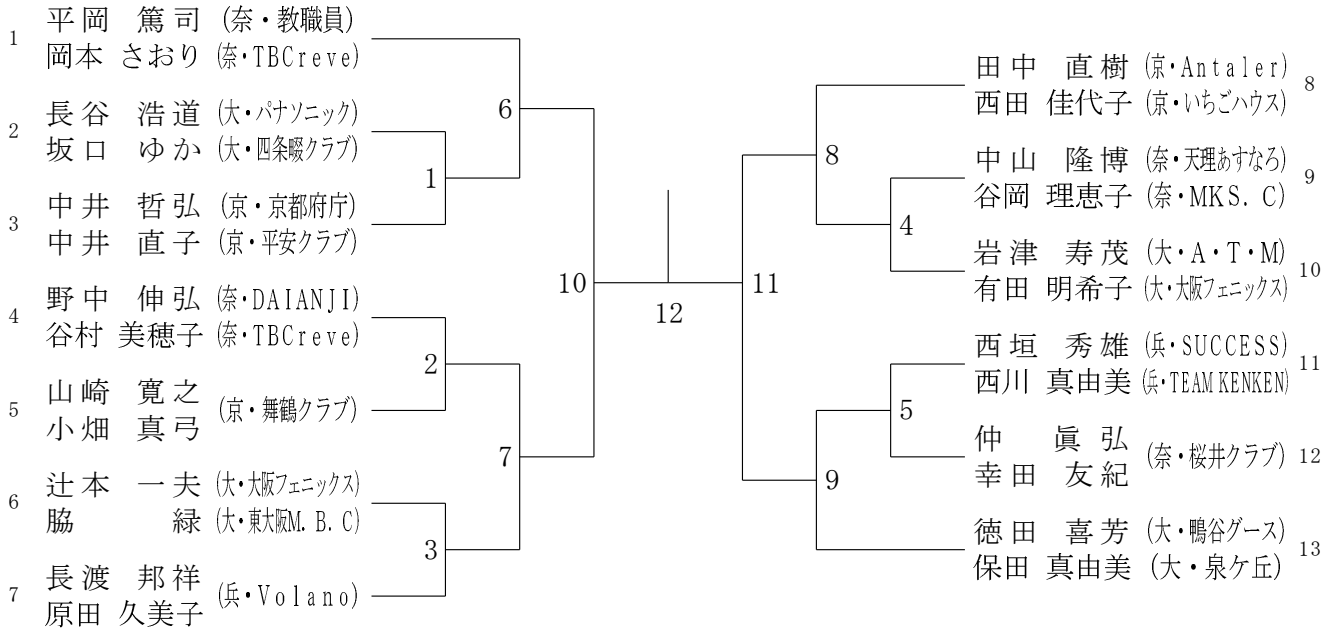 1 平岡 篤司 (奈・教職員)
岡本 さおり (奈・TBCreve)
2 長谷 浩道 (大・パナソニック)
坂口 ゆか (大・四条畷クラブ)
3 中井 哲弘 (京・京都府庁)
中井 直子 (京・平安クラブ)
4 野中 伸弘 (奈・DAIANJI)
谷村 美穂子 (奈・TBCreve)
5 山崎 寛之 (京・舞鶴クラブ)
小畑 真弓
6 辻本 一夫 (大・大阪フェニックス)
脇 緑 (大・東大阪M.B.C)
7 長渡 邦祥 (兵・Volano)
原田 久美子
6
1
10
2
7
3
12
8
11
4
5
9
田中 直樹 (京・Antaler) 8
西田 佳代子 (京・いちごハウス)
中山 隆博 (奈・天理あすなろ) 9
谷岡 理恵子 (奈・MKS.C)
岩津 寿茂 (大・A・T・M) 10
有田 明希子 (大・大阪フェニックス)
西垣 秀雄 (兵・SUCCESS) 11
西川 真由美 (兵・TEAM KENKEN)
仲 眞弘 (奈・桜井クラブ) 12
幸田 友紀
徳田 喜芳 (大・鴨谷グース) 13
保田 真由美 (大・泉ケ丘)